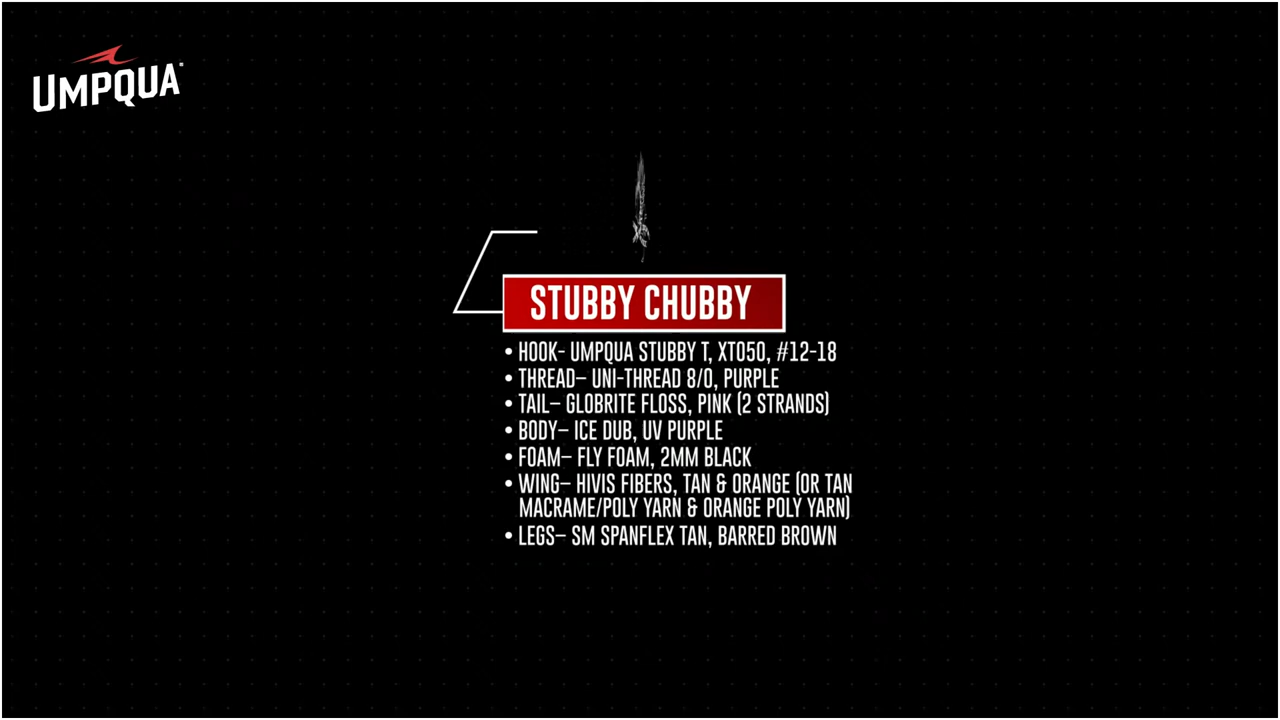 UMPQUA
STUBBY CHUBBY
• HOOK- UMPQUA STUBBY T, XT050, #12-18
• THREAD– UNI-THREAD 8/0, PURPLE
• TAIL– GLOBRITE FLOSS, PINK (2 STRANDS)
• BODY– ICE DUB, UV PURPLE
• FOAM– FLY FOAM, 2MM BLACK
• WING– HIVIS FIBERS, TAN & ORANGE (OR TAN
MACRAME/POLY YARN & ORANGE POLY YARN)
• LEGS– SM SPANFLEX TAN, BARRED BROWN